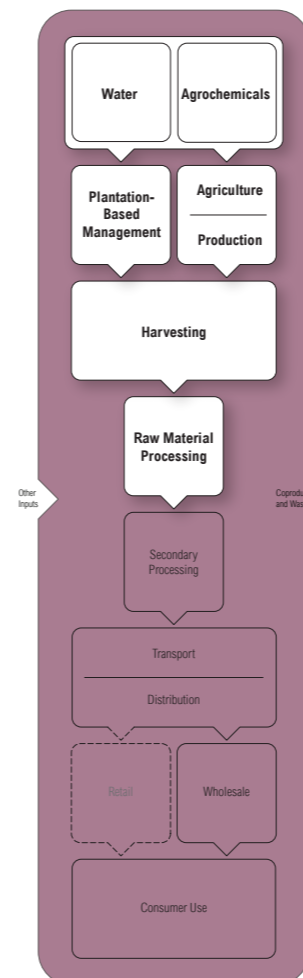 Water
Agrochemicals
Plantation-
Based
Management
Agriculture
Production
Harvesting
Raw Material
Processing
Other
Inputs
Secondary
Processing
Transport
Distribution
Retail
Wholesale
Consumer Use